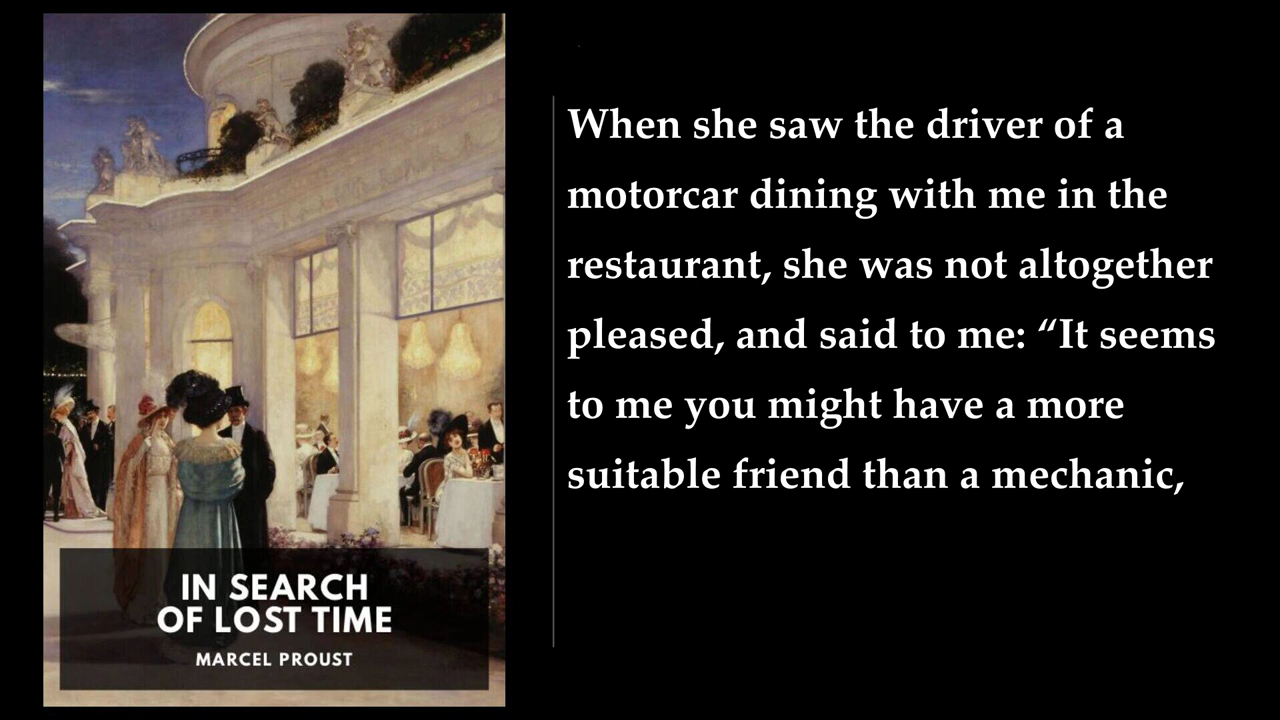 When she saw the driver of a
motorcar dining with me in the
restaurant, she was not altogether
pleased, and said to me: “It seems
to me you might have a more
suitable friend than a mechanic,
IN SEARCH
OF LOST TIME
MARCEL PROUST